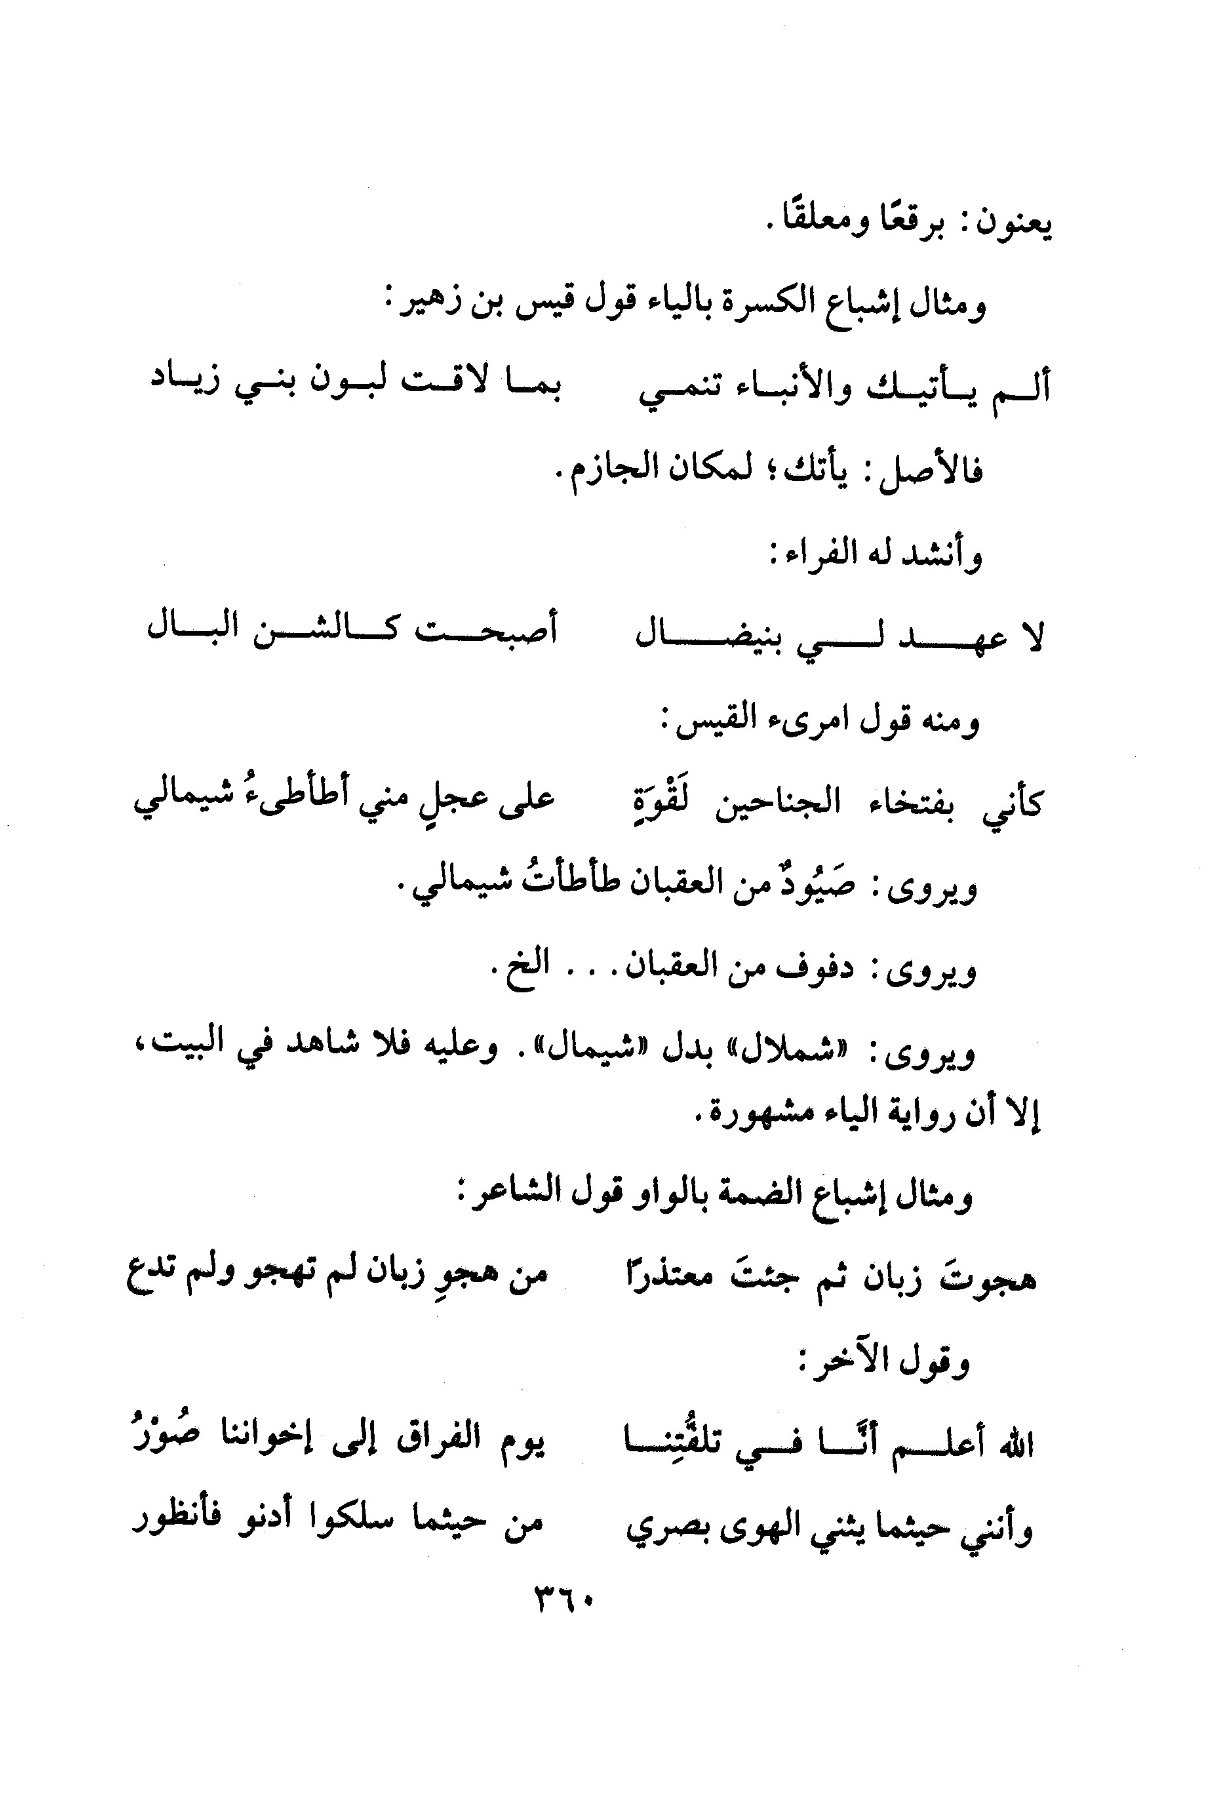 يعنون: برقعًا ومعلقًا.
ومثال إشباع الكسرة بالياء قول قيس بن زهير:
ألم يأتيك والأنباء تنمي بما لاقت لبون بني زياد
فالأصل: يأتك؛ لمكان الجازم.
وأنشد له الفراء:
لا عهد لي بنيضال أصبحت كالشن البال
ومنه قول امرىء القيس:
كأني بفتخاء الجناحين لَقْوَةٍ على عجلٍ مني أطأطىءُ شيمالي
ويروى: صَيُودٌ من العقبان طأطأتُ شيمالي.
ويروى: دفوف من العقبان... الخ.
ويروى: «شملال» بدل «شيمال». وعليه فلا شاهد في البيت،
إلا أن رواية الياء مشهورة.
ومثال إشباع الضمة بالواو قول الشاعر:
هجوتَ زبان ثم جئتَ معتذرًا من هجوِ زبان لم تهجو ولم تدع
وقول الآخر:
الله أعلم أنَّا في تلفُّتِنا يوم الفراق إلى إخواننا صُوْرُ
وأنني حيثما يثني الهوى بصري من حيثما سلكوا أدنو فأنظور
٣٦٠